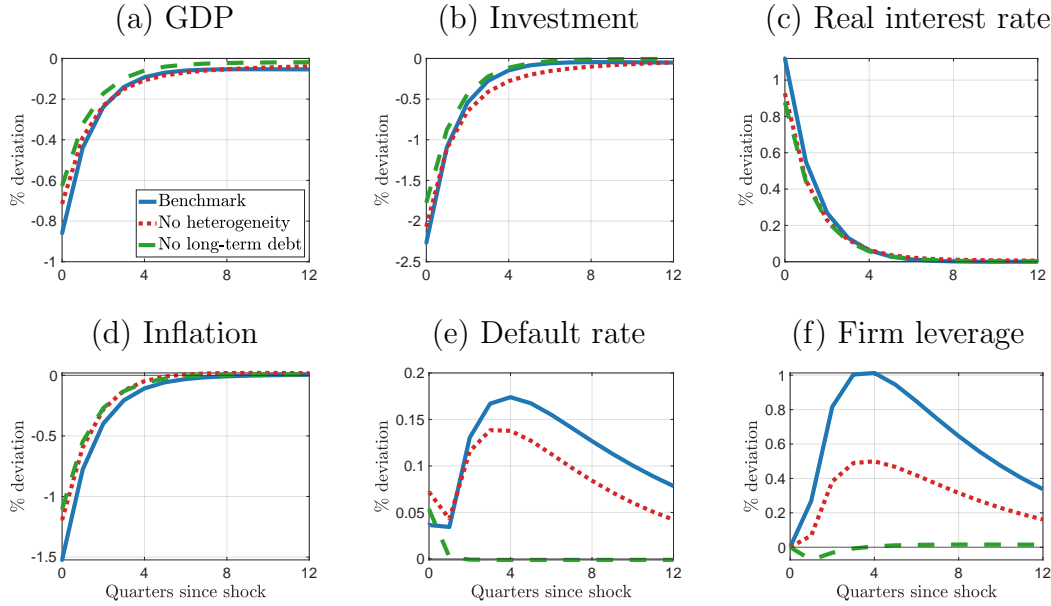 (a) GDP
(b) Investment
(c) Real interest rate
% deviation
0
-0.2
-0.4
-0.6
-0.8
-1
0 4 8 12
Benchmark
No heterogeneity
No long-term debt
% deviation
0
-0.5
-1
-1.5
-2
-2.5
0 4 8 12
% deviation
1
0.8
0.6
0.4
0.2
0
0 4 8 12
(d) Inflation
(e) Default rate
(f) Firm leverage
% deviation
0
-0.5
-1
-1.5
0 4 8 12
Quarters since shock
% deviation
0.2
0.15
0.1
0.05
0
0 4 8 12
Quarters since shock
% deviation
1
0.8
0.6
0.4
0.2
0
0 4 8 12
Quarters since shock